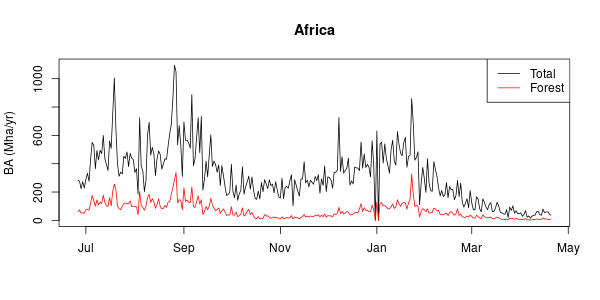 Africa
BA (Mha/yr)
1000
600
200
0
Total
Forest
Jul Sep Nov Jan Mar May